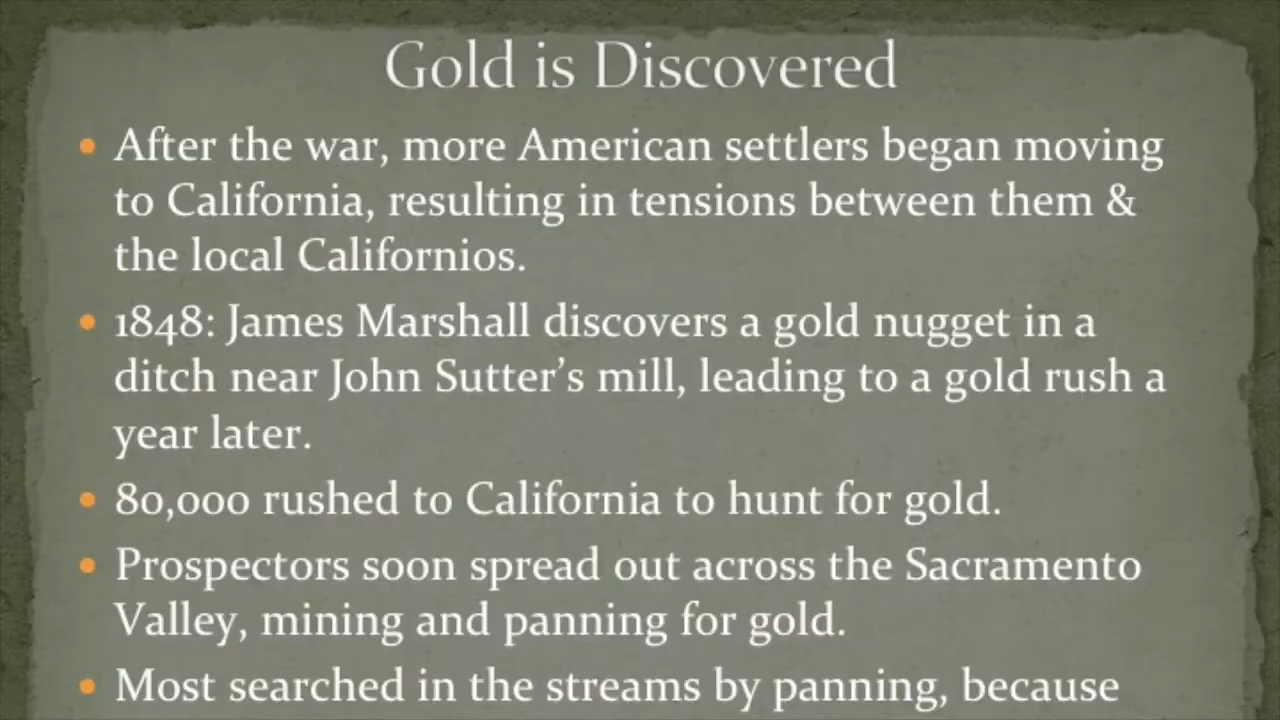 Gold is Discovered
• After the war, more American settlers began moving
to California, resulting in tensions between them &
the local Californios.
• 1848: James Marshall discovers a gold nugget in a
ditch near John Sutter’s mill, leading to a gold rush a
year later.
• 80,000 rushed to California to hunt for gold.
• Prospectors soon spread out across the Sacramento
Valley, mining and panning for gold.
• Most searched in the streams by panning, because